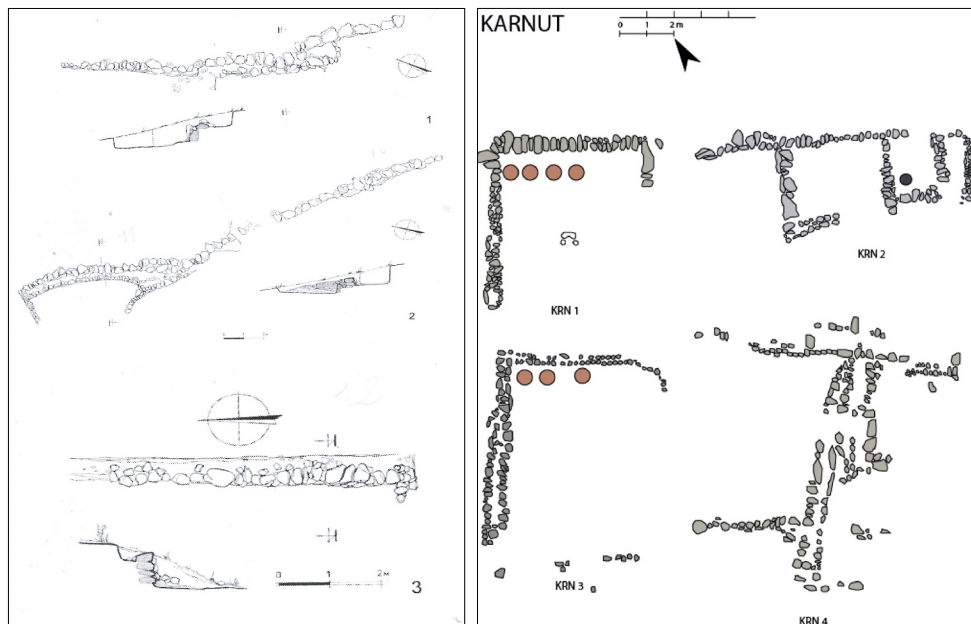 1
2
0 1 2 м
3
KARNUT
0 1 2 m
KRN 1
KRN 2
KRN 3
KRN 4